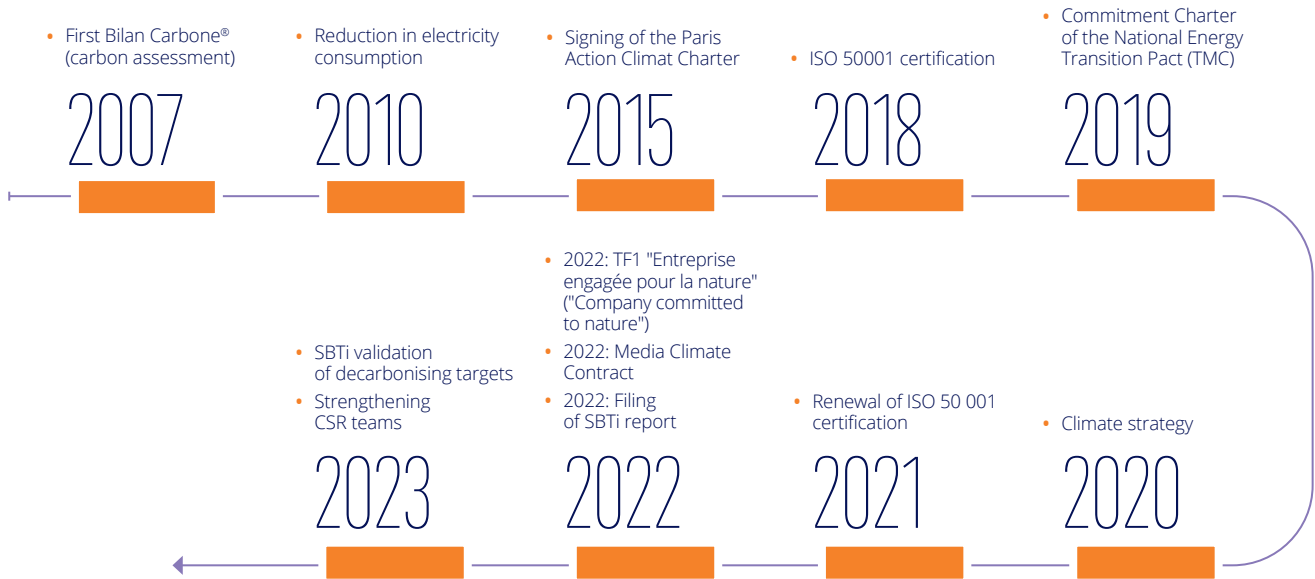 • First Bilan Carbone®
(carbon assessment)
2007
• Reduction in electricity
consumption
2010
• Signing of the Paris
Action Climat Charter
2015
• ISO 50001 certification
2018
• Commitment Charter
of the National Energy
Transition Pact (TMC)
2019
• Climate strategy
2020
• Renewal of ISO 50 001
certification
2021
• 2022: TF1 "Entreprise
engagée pour la nature"
("Company committed
to nature")
• 2022: Media Climate
Contract
• 2022: Filing
of SBTi report
2022
• SBTi validation
of decarbonising targets
• Strengthening
CSR teams
2023